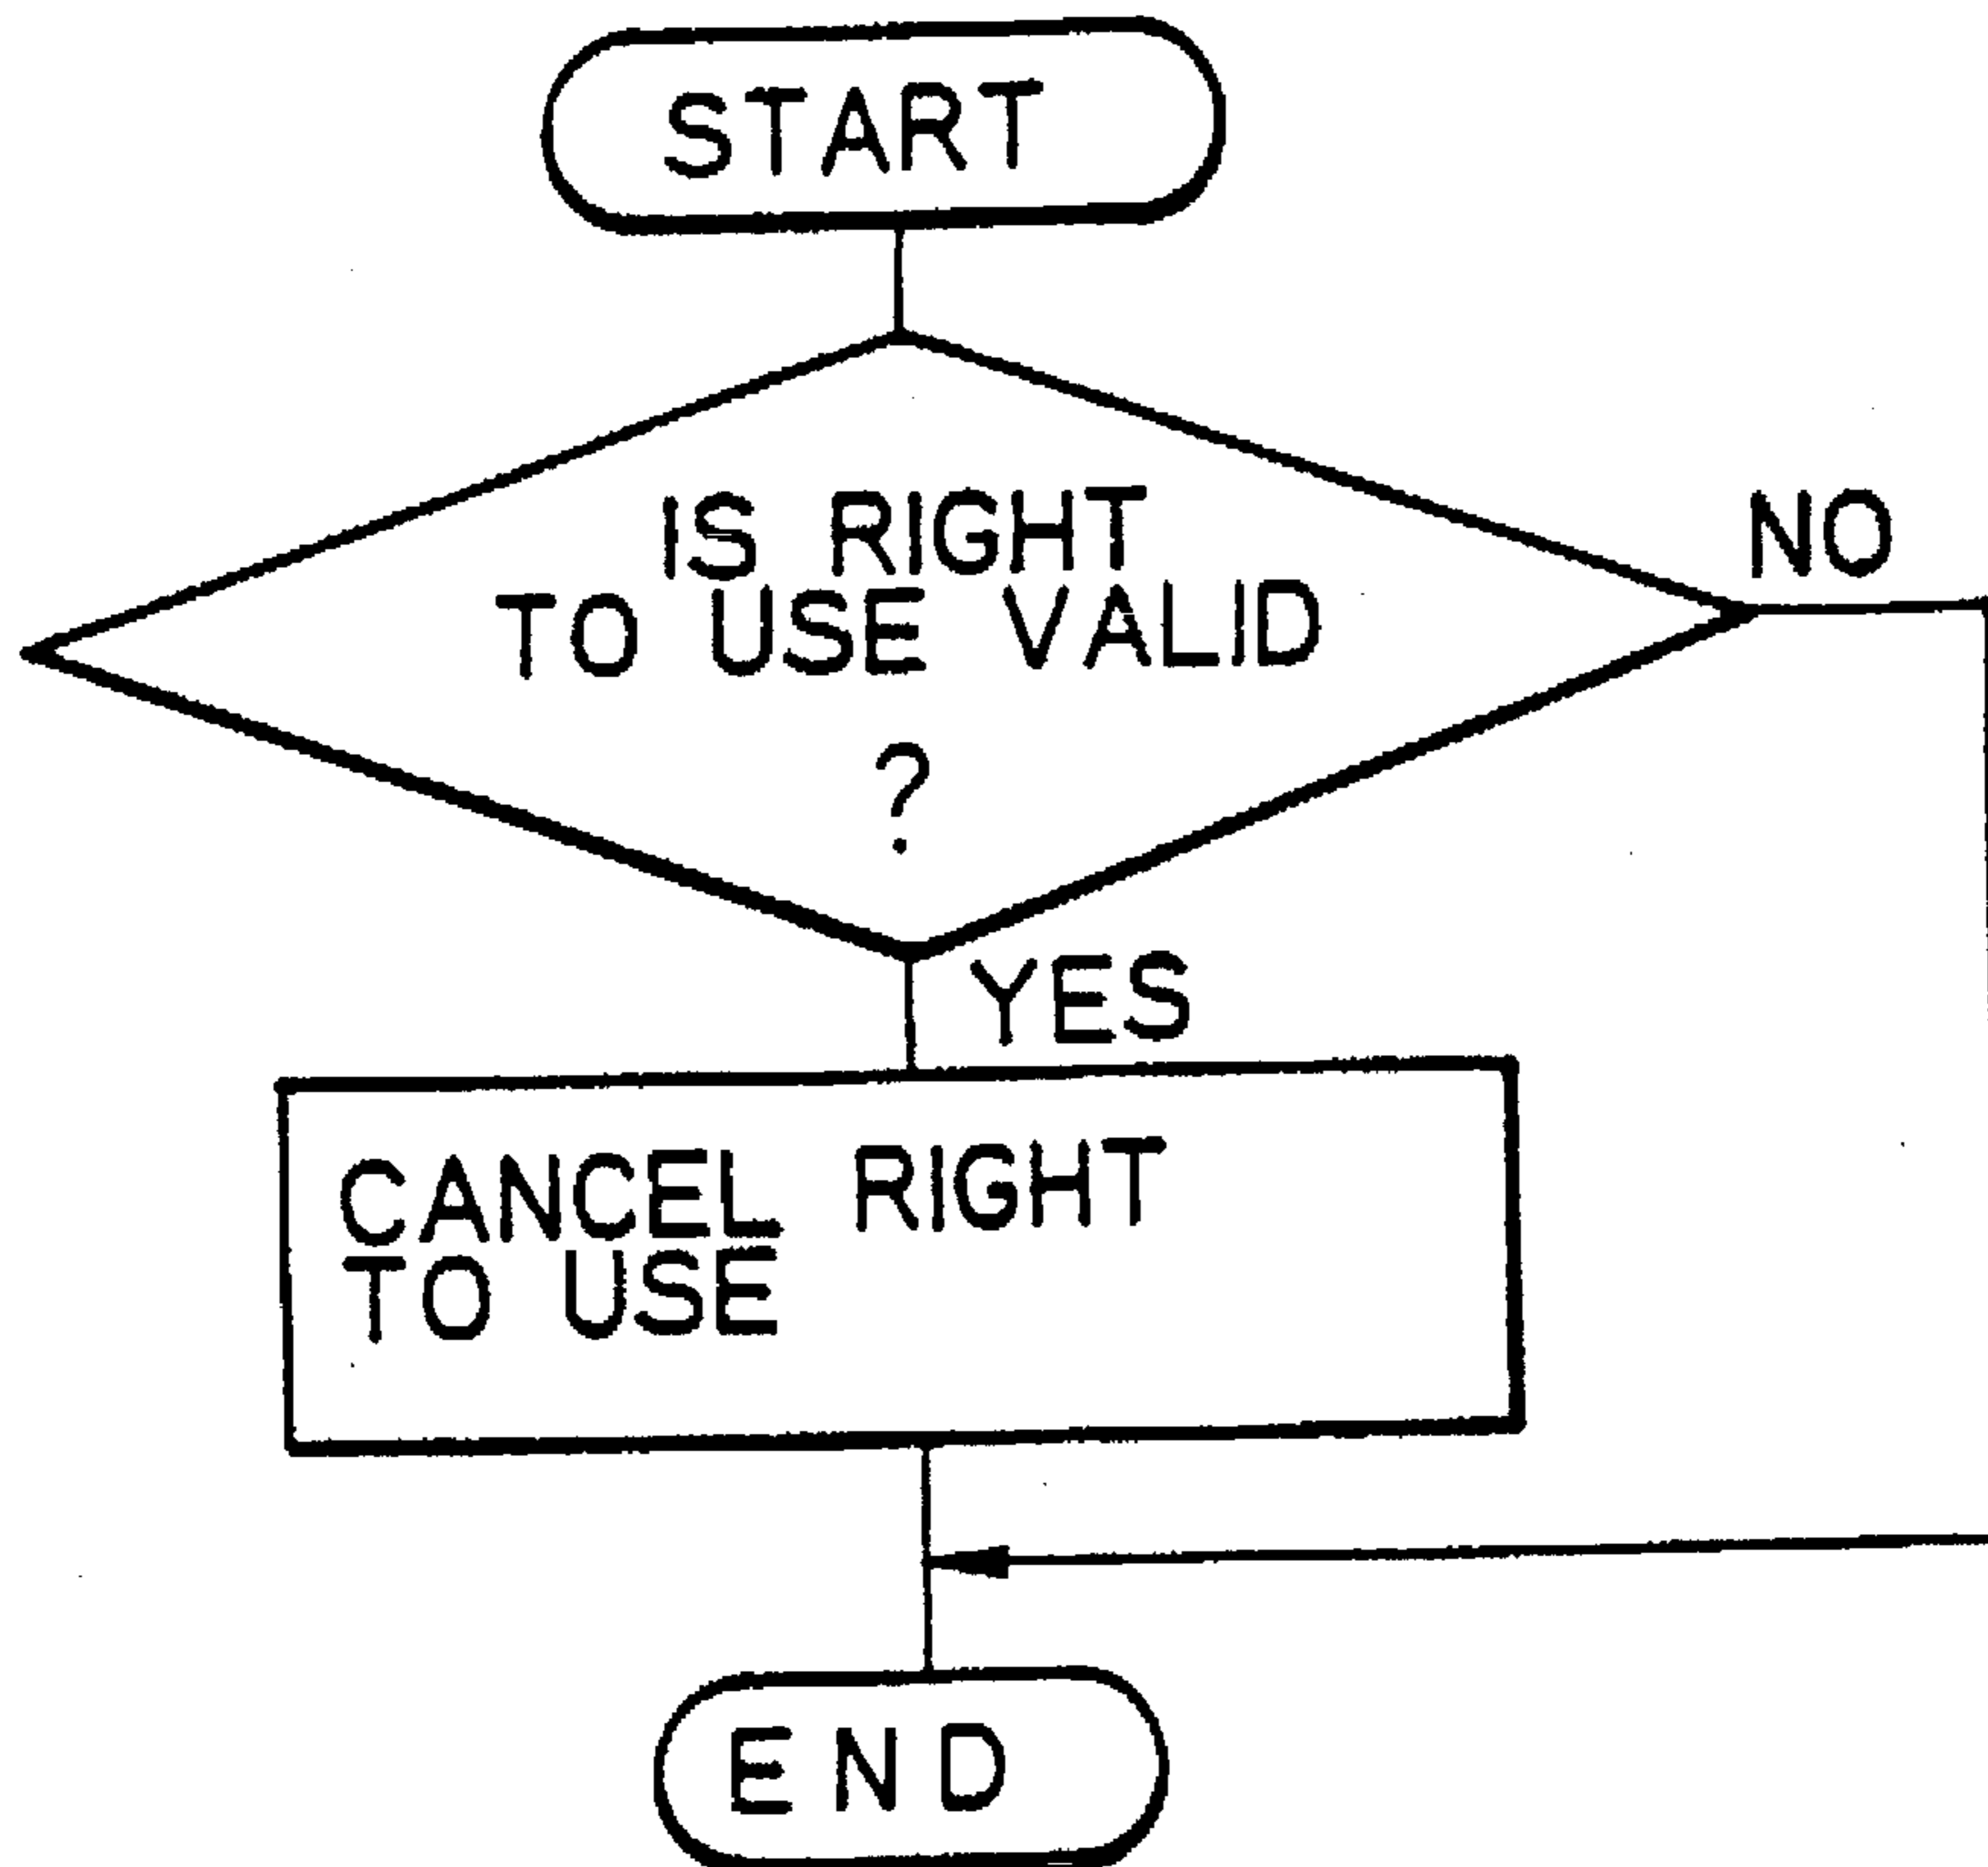 START
IS RIGHT
TO USE VALID
?
NO
YES
CANCEL RIGHT
TO USE
END